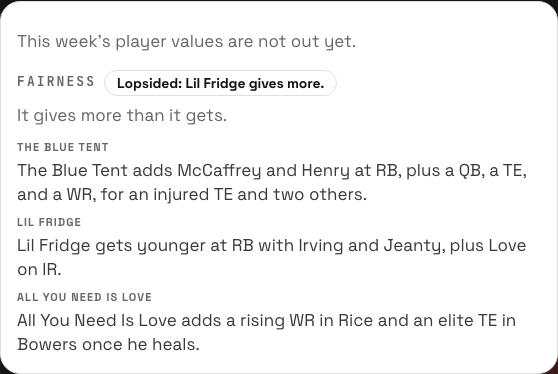 This week's player values are not out yet.
FAIRNESS Lopsided: Lil Fridge gives more.
It gives more than it gets.
THE BLUE TENT
The Blue Tent adds McCaffrey and Henry at RB, plus a QB, a TE,
and a WR, for an injured TE and two others.
LIL FRIDGE
Lil Fridge gets younger at RB with Irving and Jeanty, plus Love
on IR.
ALL YOU NEED IS LOVE
All You Need Is Love adds a rising WR in Rice and an elite TE in
Bowers once he heals.